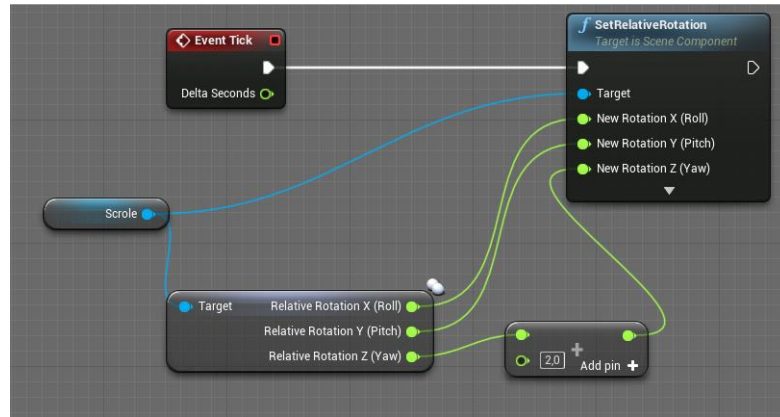 Event Tick
Delta Seconds
f SetRelativeRotation
Target is Scene Component
Target
New Rotation X (Roll)
New Rotation Y (Pitch)
New Rotation Z (Yaw)
Scrole
Target Relative Rotation X (Roll)
Relative Rotation Y (Pitch)
Relative Rotation Z (Yaw)
2,0
Add pin +